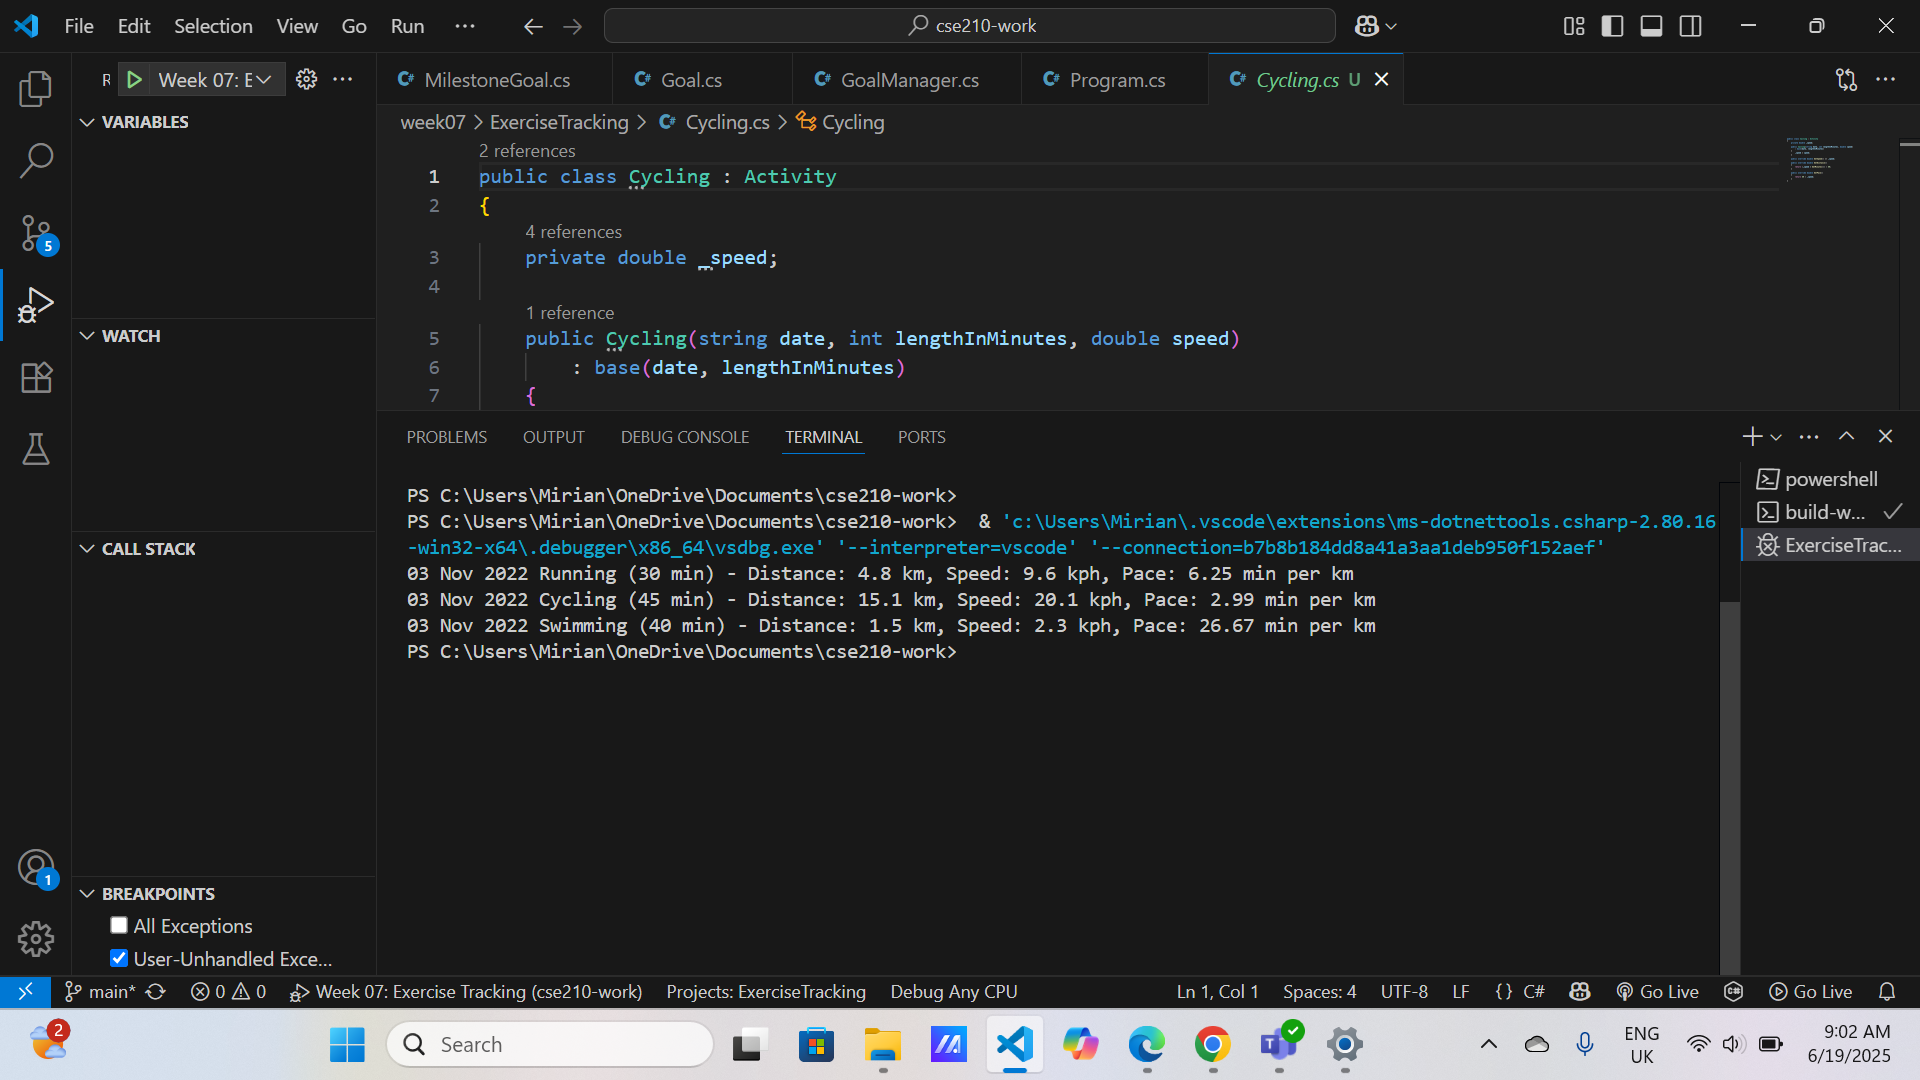 File Edit Selection View Go Run ···
cse210-work
R Week 07: E
MilestoneGoal.cs Goal.cs GoalManager.cs Program.cs Cycling.cs U
VARIABLES
WATCH
CALL STACK
BREAKPOINTS
All Exceptions
User-Unhandled Exce...
5
1
week07 > ExerciseTracking > Cycling.cs > Cycling
2 references
1 public class Cycling : Activity
2 {
4 references
3 private double _speed;
4
1 reference
5 public Cycling(string date, int lengthInMinutes, double speed)
6 : base(date, lengthInMinutes)
7 {
PROBLEMS OUTPUT DEBUG CONSOLE TERMINAL PORTS
PS C:\Users\Mirian\OneDrive\Documents\cse210-work>
PS C:\Users\Mirian\OneDrive\Documents\cse210-work> & 'c:\Users\Mirian\.vscode\extensions\ms-dotnettools.csharp-2.80.16
-win32-x64\.debugger\x86_64\vsdbg.exe' '--interpreter=vscode' '--connection=b7b8b184dd8a41a3aa1deb950f152aef'
03 Nov 2022 Running (30 min) - Distance: 4.8 km, Speed: 9.6 kph, Pace: 6.25 min per km
03 Nov 2022 Cycling (45 min) - Distance: 15.1 km, Speed: 20.1 kph, Pace: 2.99 min per km
03 Nov 2022 Swimming (40 min) - Distance: 1.5 km, Speed: 2.3 kph, Pace: 26.67 min per km
PS C:\Users\Mirian\OneDrive\Documents\cse210-work>
powershell
build-w...
ExerciseTrac...
main* 0 0 Week 07: Exercise Tracking (cse210-work) Projects: ExerciseTracking Debug Any CPU Ln 1, Col 1 Spaces: 4 UTF-8 LF {} C# Go Live Go Live
2
Search
ENG
UK
9:02 AM
6/19/2025